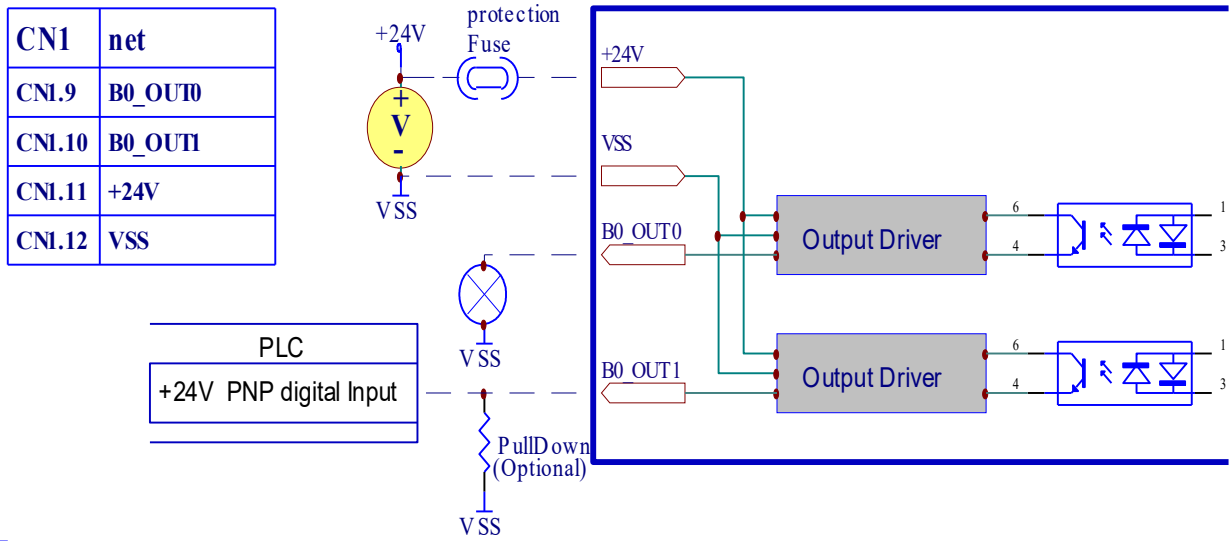 CN1 net
CN1.9 B0_OUT0
CN1.10 B0_OUT1
CN1.11 +24V
CN1.12 VSS
+24V
protection
Fuse
+
V
-
VSS
+24V
VSS
B0_OUT0
Output Driver
6
4
1
3
VSS
PLC
+24V PNP digital Input
B0_OUT1
Output Driver
6
4
1
3
PullDown
(Optional)
VSS